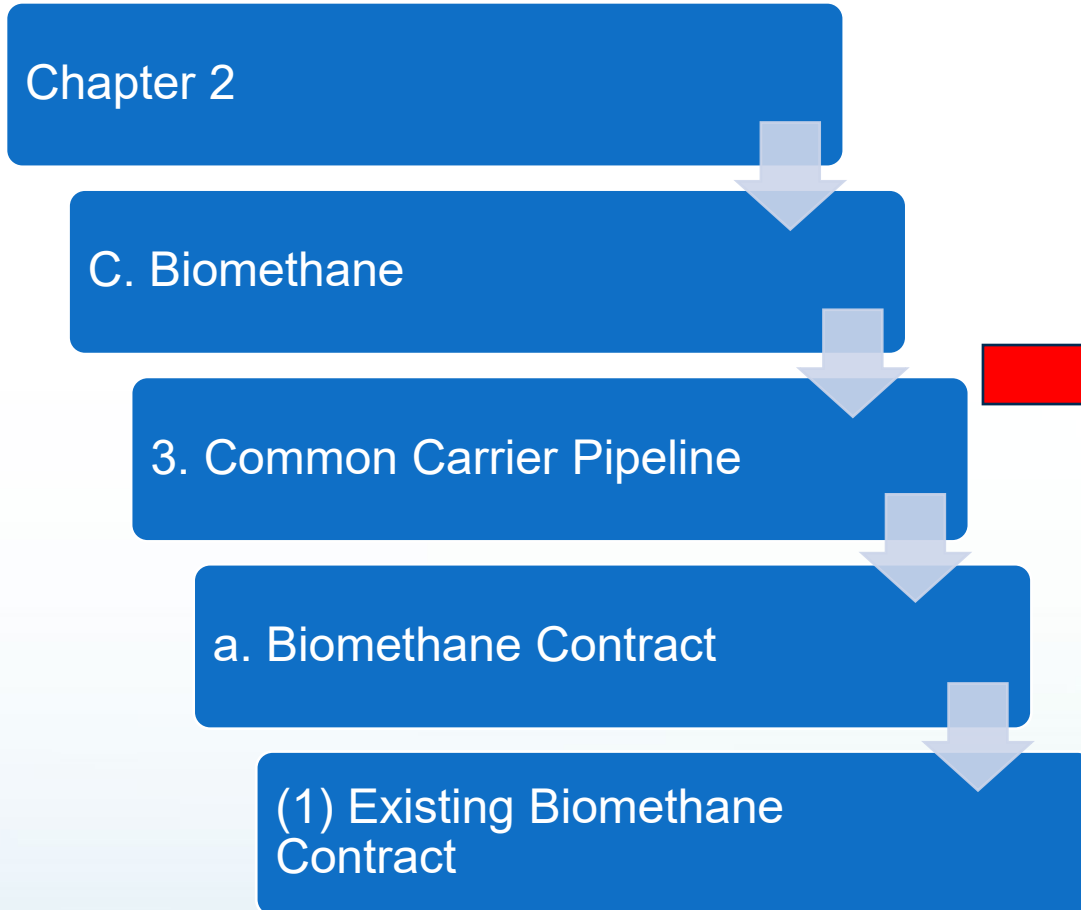 Chapter 2
C. Biomethane
3. Common Carrier Pipeline
a. Biomethane Contract
(1) Existing Biomethane
Contract